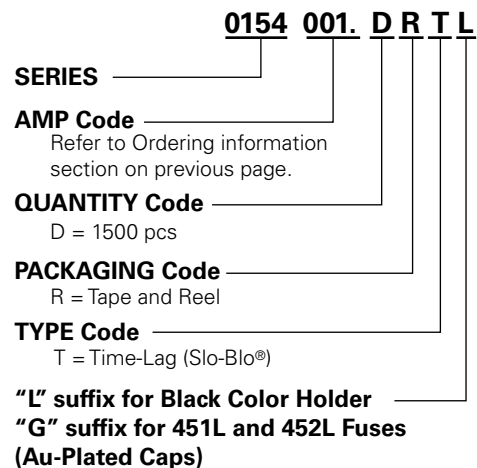 0154 001. D R T L
SERIES
AMP Code
Refer to Ordering information
section on previous page.
QUANTITY Code
D = 1500 pcs
PACKAGING Code
R = Tape and Reel
TYPE Code
T = Time-Lag (Slo-Blo®)
“L” suffix for Black Color Holder
“G” suffix for 451L and 452L Fuses
(Au-Plated Caps)